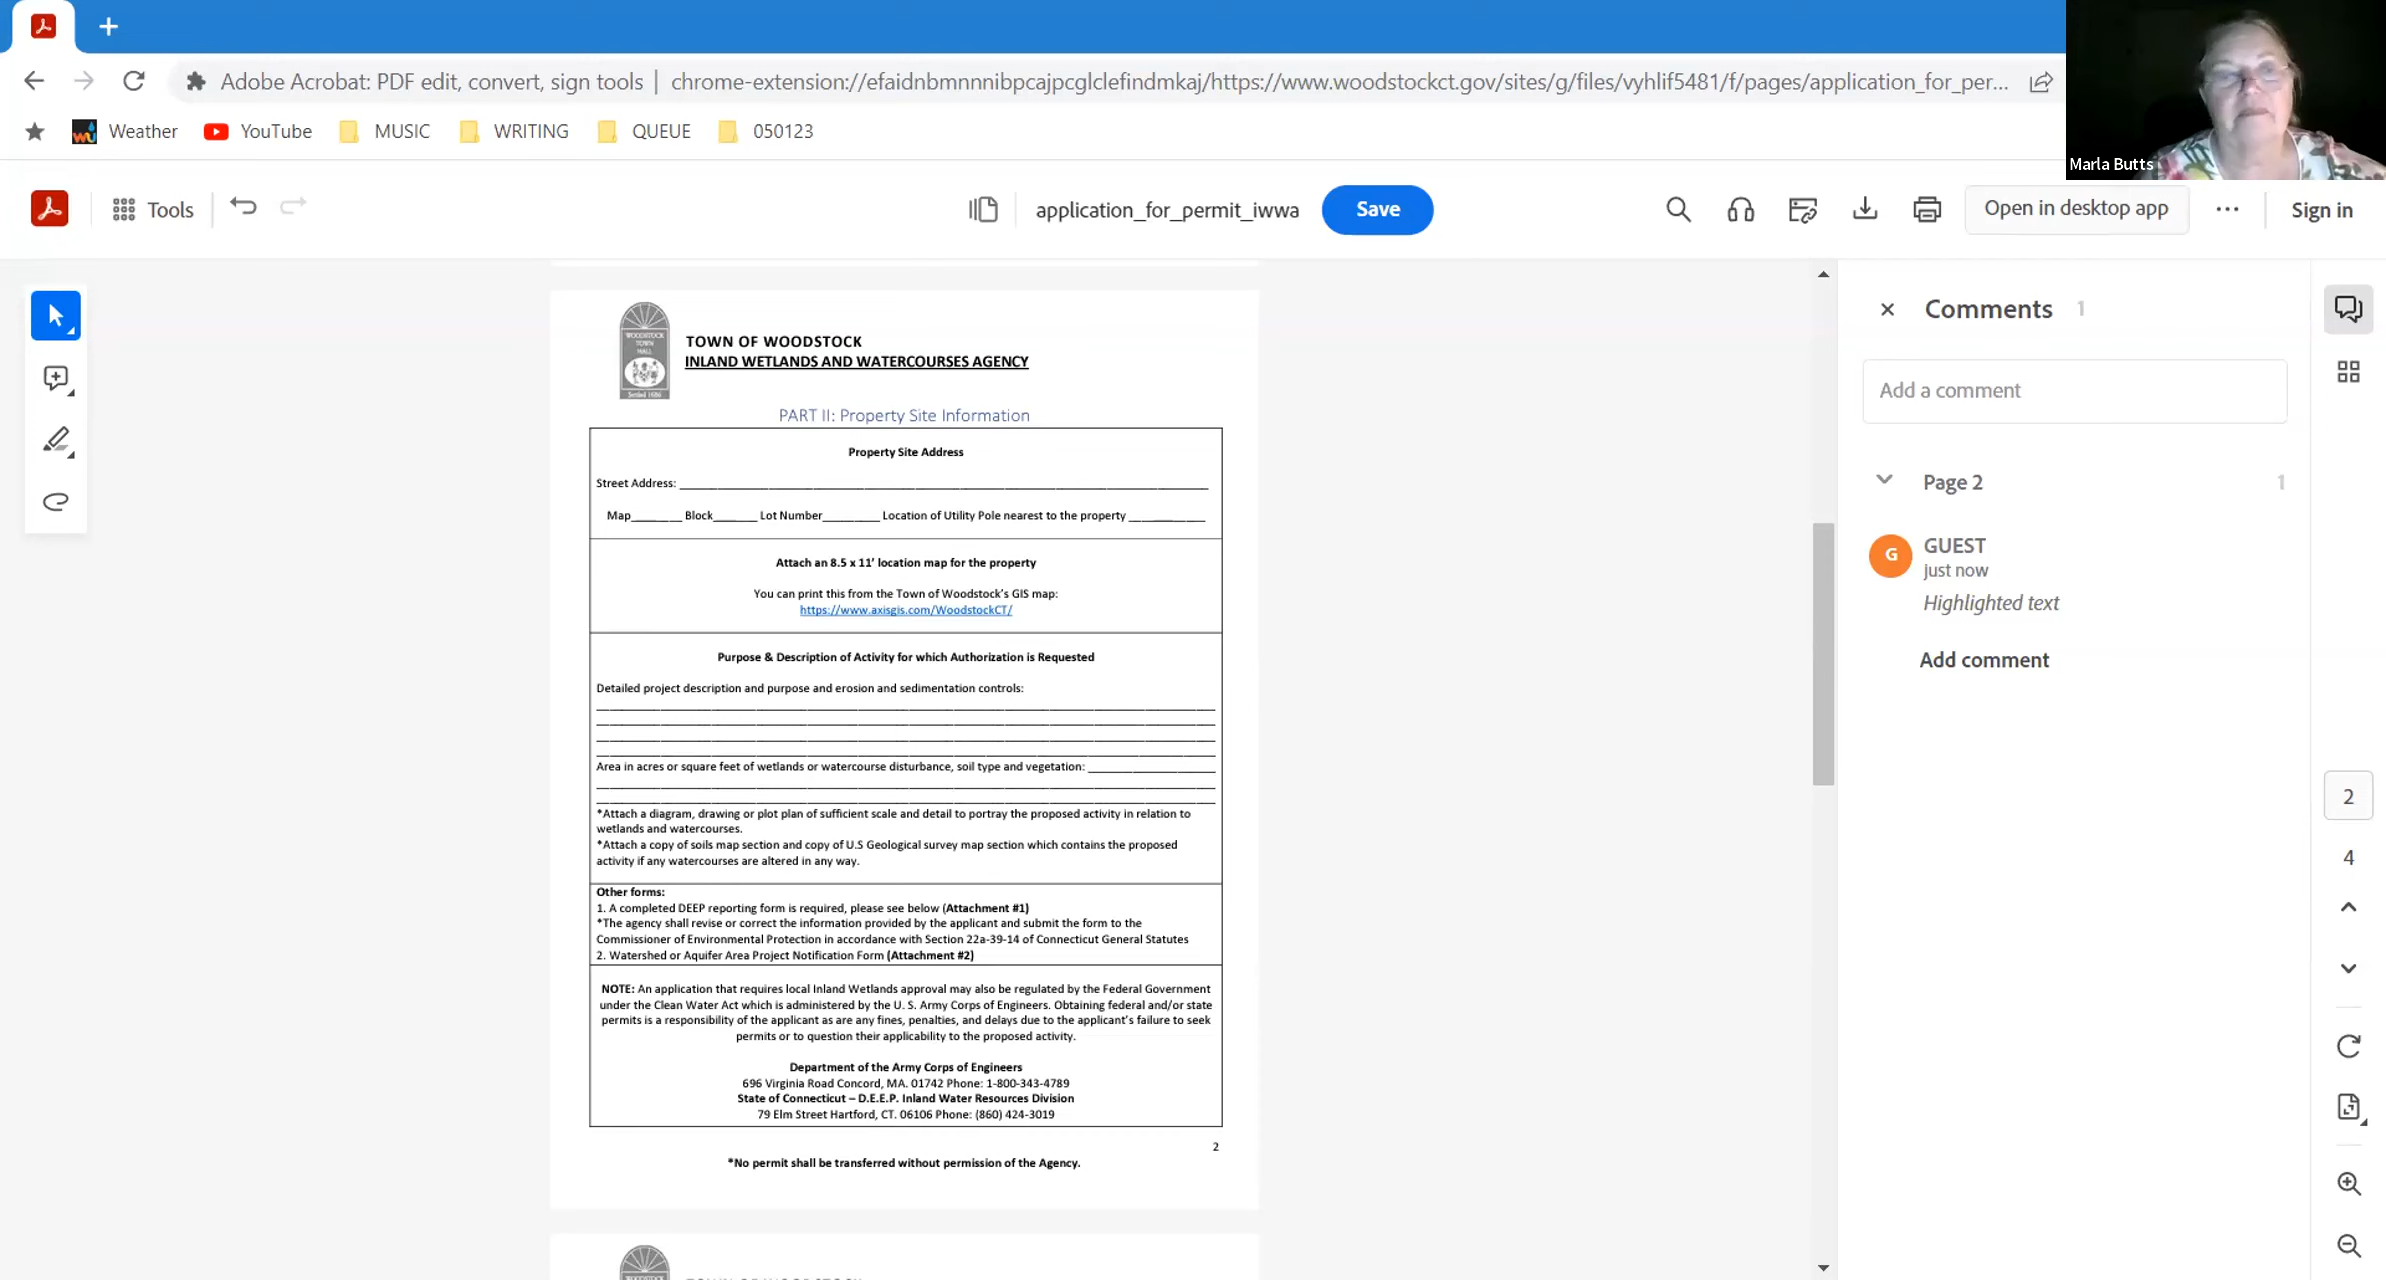 Adobe Acrobat: PDF edit, convert, sign tools | chrome-extension://efaidnbmnnnibpcajpcglclefindmkaj/https://www.woodstockct.gov/sites/g/files/vyhlif5481/f/pages/application_for_per...
Weather YouTube MUSIC WRITING QUEUE 050123
Marla Butts
Tools application_for_permit_iwwa Save Open in desktop app Sign in
WOODSTOCK
TOWN
HALL
Settled 1686
TOWN OF WOODSTOCK
INLAND WETLANDS AND WATERCOURSES AGENCY
PART II: Property Site Information
Property Site Address
Street Address:
Map________ Block_______ Lot Number_________ Location of Utility Pole nearest to the property ____________
Attach an 8.5 x 11’ location map for the property
You can print this from the Town of Woodstock’s GIS map:
https://www.axisgis.com/WoodstockCT/
Purpose & Description of Activity for which Authorization is Requested
Detailed project description and purpose and erosion and sedimentation controls:
Area in acres or square feet of wetlands or watercourse disturbance, soil type and vegetation:
*Attach a diagram, drawing or plot plan of sufficient scale and detail to portray the proposed activity in relation to
wetlands and watercourses.
*Attach a copy of soils map section and copy of U.S Geological survey map section which contains the proposed
activity if any watercourses are altered in any way.
Other forms:
1. A completed DEEP reporting form is required, please see below (Attachment #1)
*The agency shall revise or correct the information provided by the applicant and submit the form to the
Commissioner of Environmental Protection in accordance with Section 22a-39-14 of Connecticut General Statutes
2. Watershed or Aquifer Area Project Notification Form (Attachment #2)
NOTE: An application that requires local Inland Wetlands approval may also be regulated by the Federal Government
under the Clean Water Act which is administered by the U. S. Army Corps of Engineers. Obtaining federal and/or state
permits is a responsibility of the applicant as are any fines, penalties, and delays due to the applicant’s failure to seek
permits or to question their applicability to the proposed activity.
Department of the Army Corps of Engineers
696 Virginia Road Concord, MA. 01742 Phone: 1-800-343-4789
State of Connecticut – D.E.E.P. Inland Water Resources Division
79 Elm Street Hartford, CT. 06106 Phone: (860) 424-3019
2
*No permit shall be transferred without permission of the Agency.
Comments 1
Add a comment
Page 2 1
G
GUEST
just now
Highlighted text
Add comment
2
4